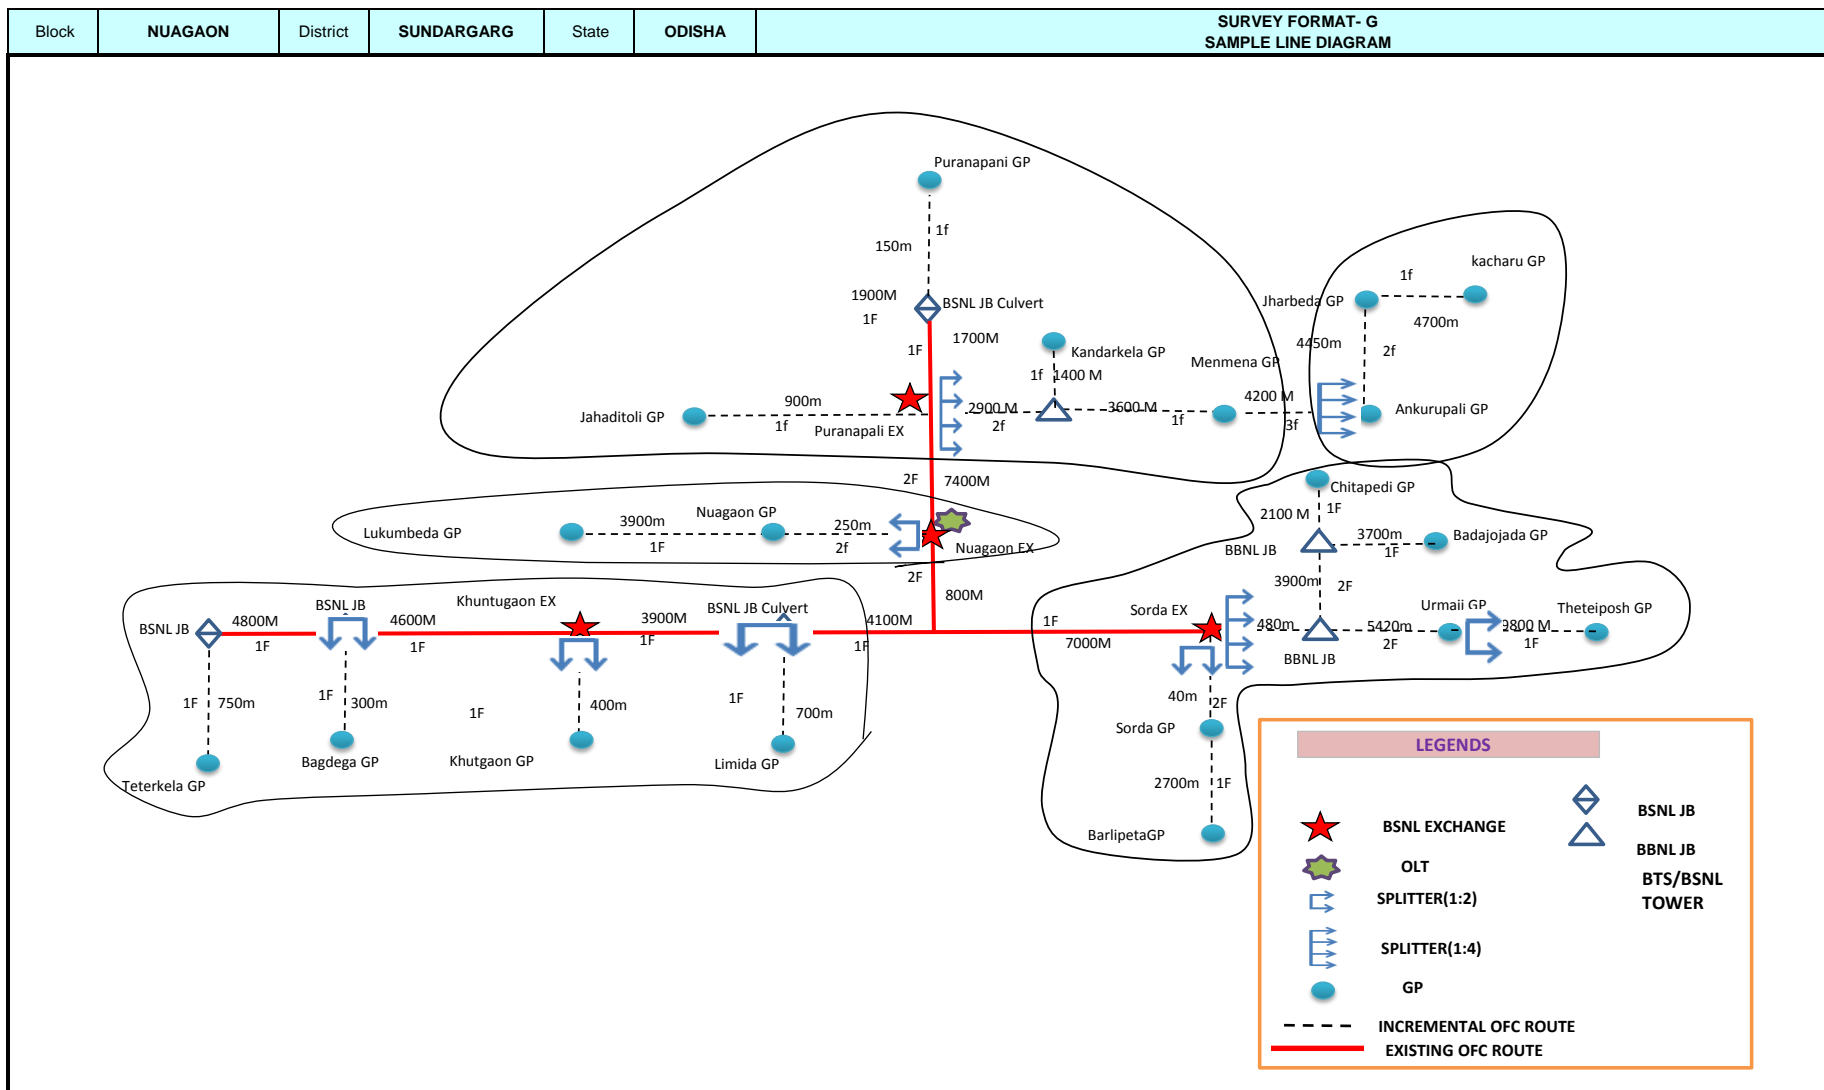 Block NUAGAON District SUNDARGARG State ODISHA
SURVEY FORMAT- G
SAMPLE LINE DIAGRAM
Puranapani GP
1f
150m
1900M
BSNL JB Culvert
1F
1700M
1F
Kandarkela GP
1f 1400 M
Menmena GP
Jharbeda GP
kacharu GP
1f
4700m
4450m
2f
Ankurupali GP
Jahaditoli GP
900m
1f
Puranapali EX
2900 M
2f
3600 M
1f
4200 M
3f
2F
7400M
Lukumbeda GP
3900m
1F
Nuagaon GP
250m
2f
Nuagaon EX
2F
800M
Chitapedi GP
1F
2100 M
BBNL JB
3700m
1F
Badajojada GP
3900m
2F
Sorda EX
1F
7000M
480m
BBNL JB
5420m
2F
Urmaii GP
9800 M
1F
Theteiposh GP
40m
2F
Sorda GP
2700m
1F
BarlipetaGP
BSNL JB
4800M
1F
BSNL JB
4600M
1F
Khuntugaon EX
3900M
1F
BSNL JB Culvert
4100M
1F
1F
750m
Teterkela GP
1F
300m
Bagdega GP
1F
400m
Khutgaon GP
1F
700m
Limida GP
LEGENDS
BSNL EXCHANGE
BSNL JB
BBNL JB
OLT
BTS/BSNL
TOWER
SPLITTER(1:2)
SPLITTER(1:4)
GP
INCREMENTAL OFC ROUTE
EXISTING OFC ROUTE